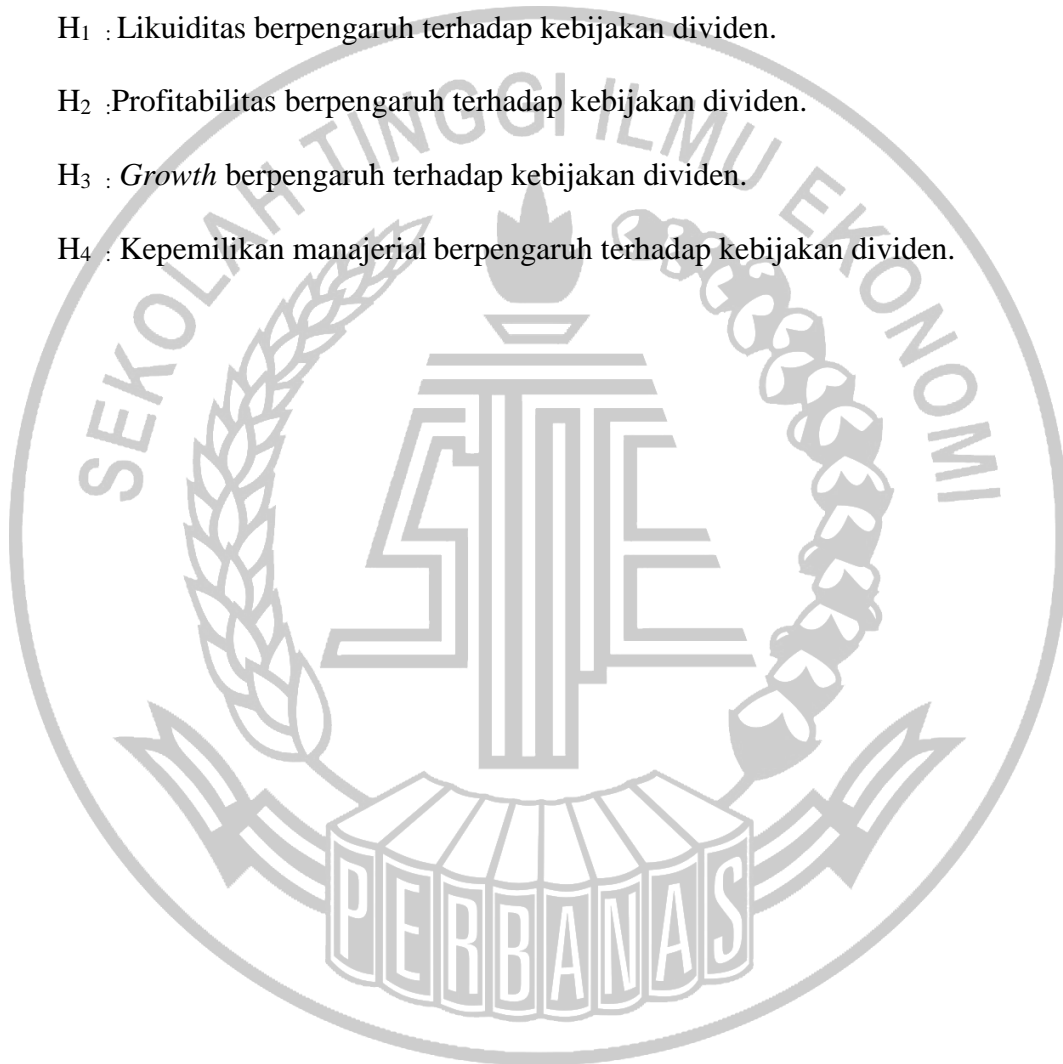 H1 : Likuiditas berpengaruh terhadap kebijakan dividen.
H2 :Profitabilitas berpengaruh terhadap kebijakan dividen.
H3 : Growth berpengaruh terhadap kebijakan dividen.
H4 : Kepemilikan manajerial berpengaruh terhadap kebijakan dividen.
SEKOLAH TINGGI ILMU EKONOMI
STIE
PERBANAS